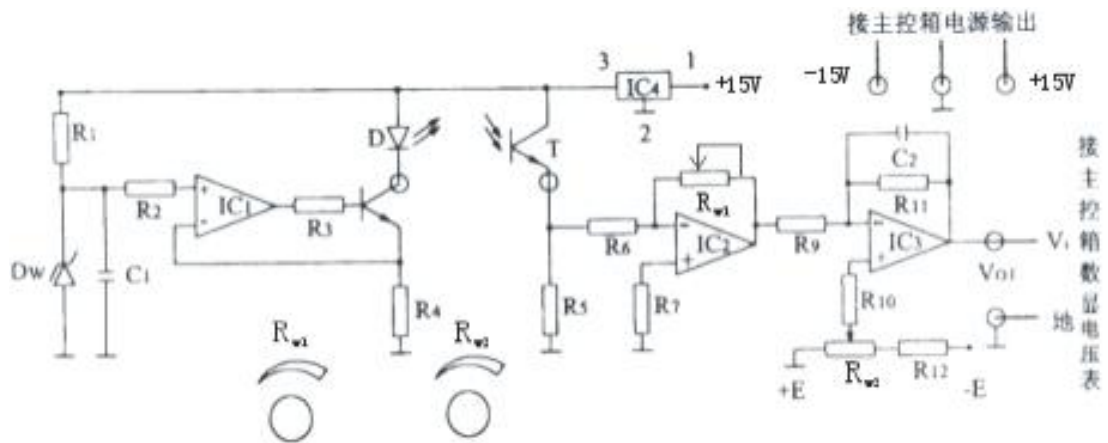 接主控箱电源输出
-15V
+15V
3
1
IC4
+15V
2
R1
D
T
R2
+
-
IC1
R3
Dw
C1
R4
R5
R6
Rw1
-
+
IC2
R7
R9
C2
R11
-
+
IC3
R10
Vi
VO1
地
+E
Rw2
R12
-E
Rw1
Rw2
接主控箱数显电压表